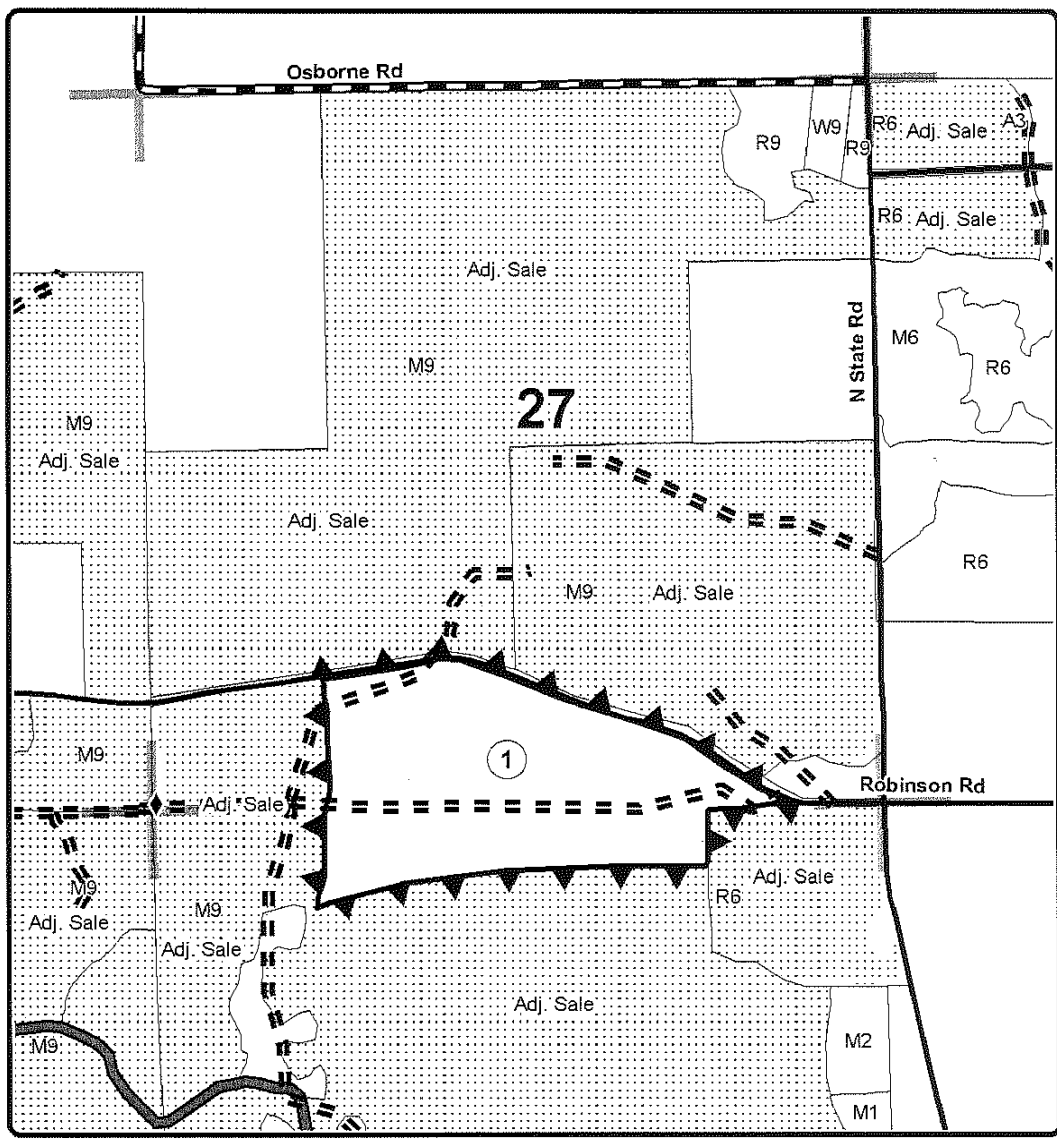 Osborne Rd
R9
W9
R9
R6
Adj. Sale
A3
R6
Adj. Sale
Adj. Sale
N State Rd
M6
R6
M9
27
M9
Adj. Sale
Adj. Sale
R6
M9
Adj. Sale
M9
1
Robinson Rd
Adj. Sale
M9
Adj. Sale
M9
Adj. Sale
Adj. Sale
R6
Adj. Sale
M9
M2
M1